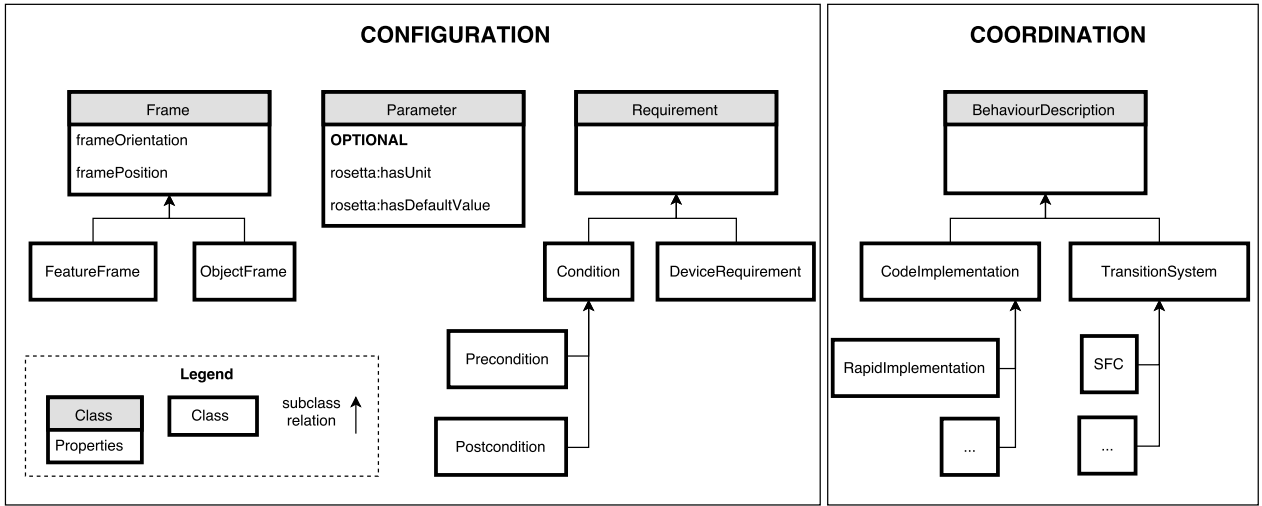 CONFIGURATION
Frame
frameOrientation
framePosition
FeatureFrame
ObjectFrame
Parameter
OPTIONAL
rosetta:hasUnit
rosetta:hasDefaultValue
Requirement
Condition
DeviceRequirement
Precondition
Postcondition
Legend
Class
Properties
Class
subclass
relation
COORDINATION
BehaviourDescription
CodeImplementation
TransitionSystem
RapidImplementation
...
SFC
...